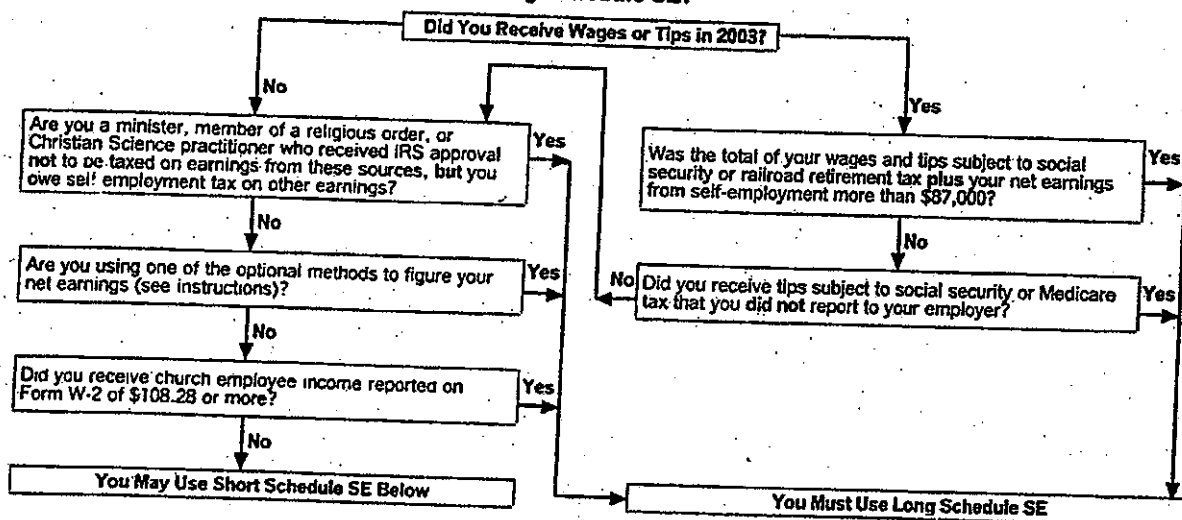 Did You Receive Wages or Tips in 2003?
No
Yes
Are you a minister, member of a religious order, or
Christian Science practitioner who received IRS approval
not to be taxed on earnings from these sources, but you
owe self employment tax on other earnings?
Yes
Was the total of your wages and tips subject to social
security or railroad retirement tax plus your net earnings
from self-employment more than $87,000?
Yes
No
No
Are you using one of the optional methods to figure your
net earnings (see instructions)?
Yes
No
Did you receive tips subject to social security or Medicare
tax that you did not report to your employer?
Yes
No
Did you receive church employee income reported on
Form W-2 of $108.28 or more?
Yes
No
You May Use Short Schedule SE Below
You Must Use Long Schedule SE